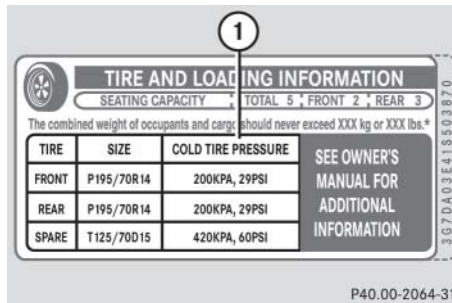 1
TIRE AND LOADING INFORMATION
SEATING CAPACITY TOTAL 5 FRONT 2 REAR 3
The combined weight of occupants and cargo should never exceed XXX kg or XXX lbs.*
TIRE SIZE COLD TIRE PRESSURE
FRONT P195/70R14 200KPA, 29PSI
REAR P195/70R14 200KPA, 29PSI
SPARE T125/70D15 420KPA, 60PSI
SEE OWNER'S
MANUAL FOR
ADDITIONAL
INFORMATION
3G7DA03E41S503870
P40.00-2064-31